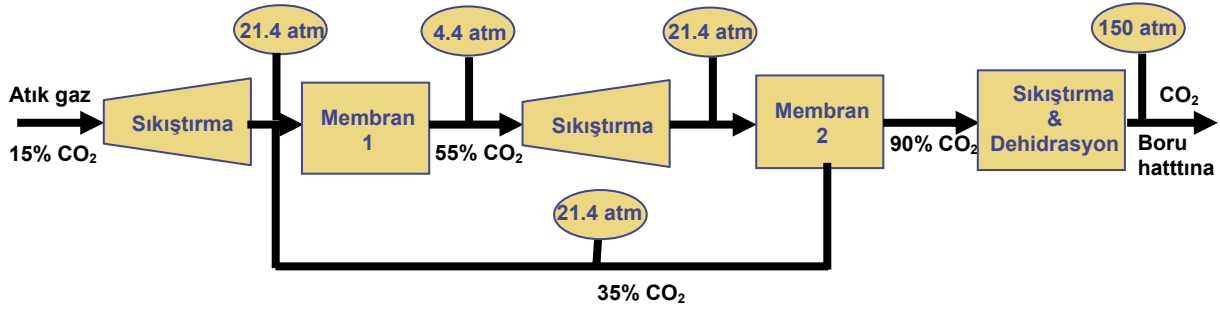 21.4 atm
4.4 atm
21.4 atm
150 atm
Atık gaz
15% CO₂
Sıkıştırma
Membran
1
55% CO₂
Sıkıştırma
Membran
2
90% CO₂
Sıkıştırma
&
Dehidrasyon
CO₂
Boru
hatttına
21.4 atm
35% CO₂